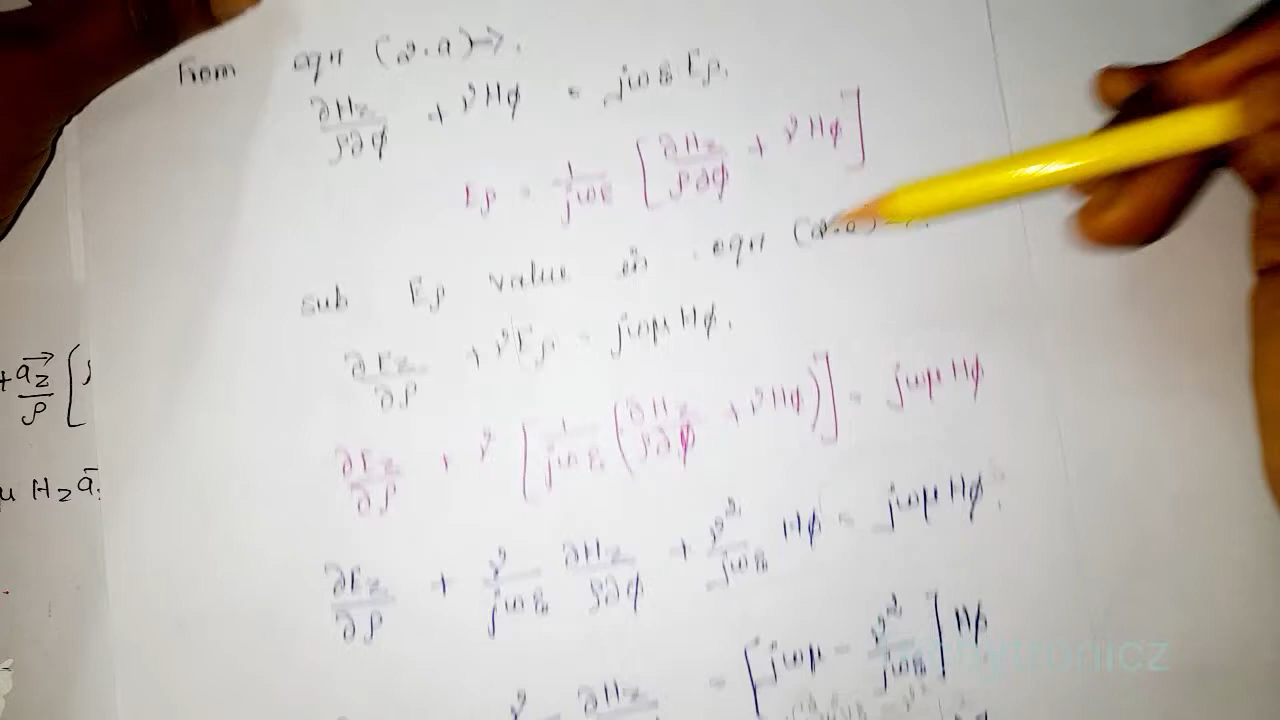 From eqn (2.a)→.
∂Hz/ρ∂φ + γHφ = jωε Eρ.
Eρ = 1/jωε [∂Hz/ρ∂φ + γHφ]
sub Eρ value in eqn
∂Ez/∂ρ + γEρ = jωμ Hφ.
∂Ez/∂ρ + γ[1/jωε (∂Hz/ρ∂φ + γHφ)] = jωμ Hφ
∂Ez/∂ρ + γ/jωε ∂Hz/ρ∂φ + γ²/jωε Hφ = jωμ Hφ.
= [jωμ - γ²/jωε] Hφ
γ ∂Hz
+ az→/ρ [
μ Hz a